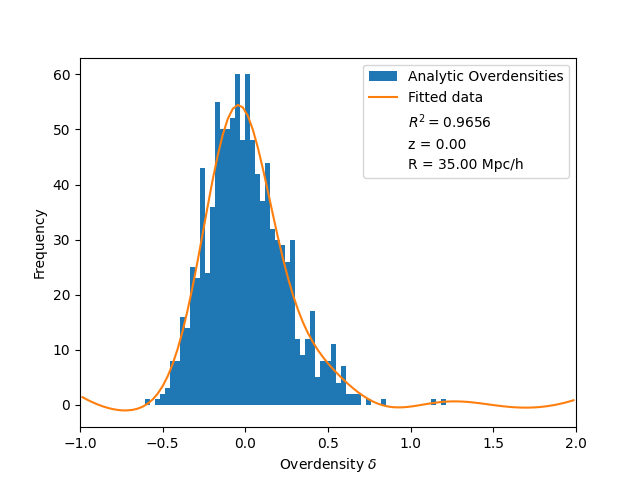 Analytic Overdensities
Fitted data
R² = 0.9656
z = 0.00
R = 35.00 Mpc/h
60
50
40
30
20
10
0
Frequency
−1.0 −0.5 0.0 0.5 1.0 1.5 2.0
Overdensity δ